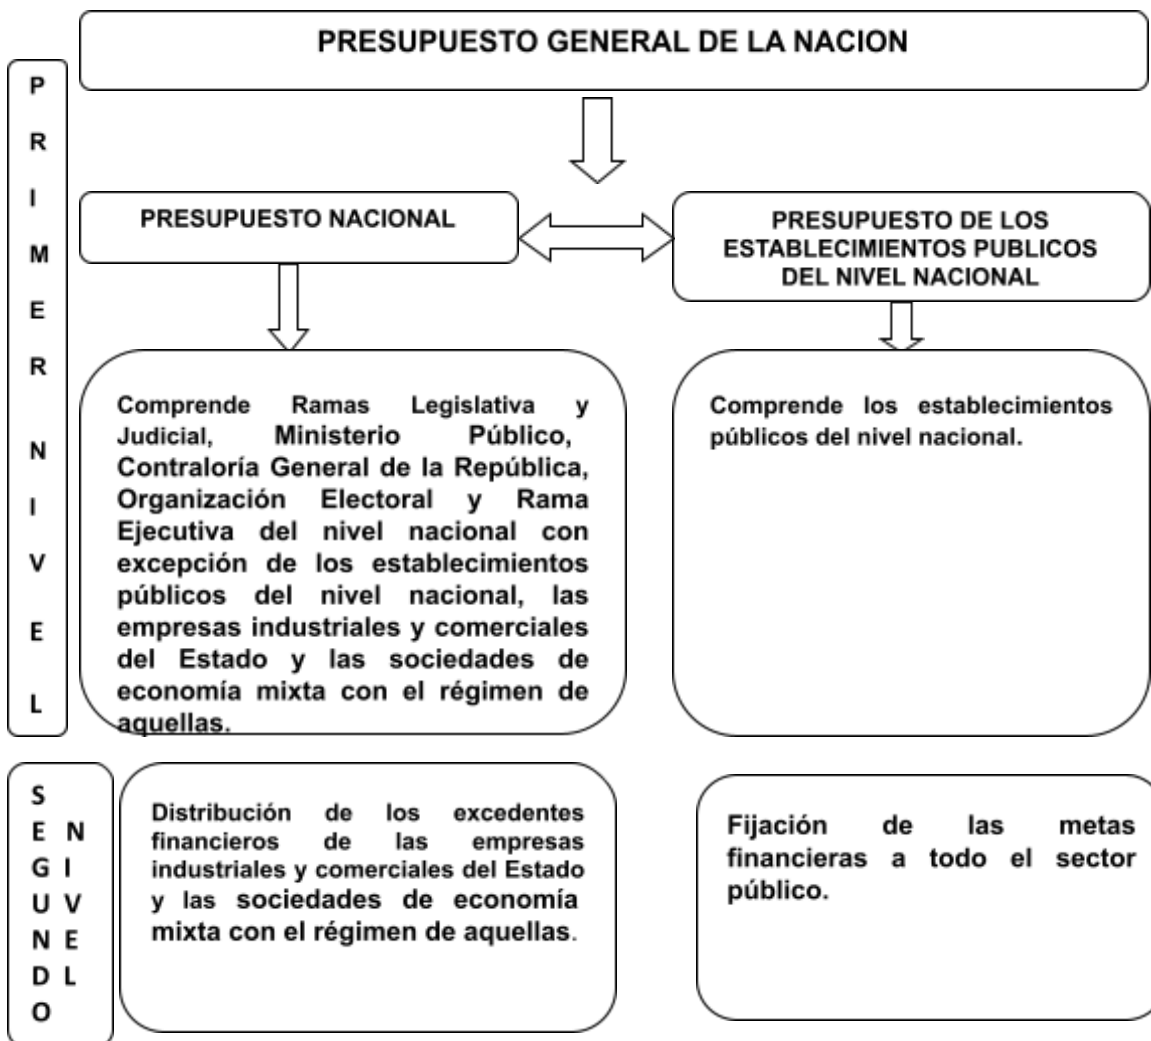 PRESUPUESTO GENERAL DE LA NACION
PRIMER NIVEL
PRESUPUESTO NACIONAL
PRESUPUESTO DE LOS
ESTABLECIMIENTOS PUBLICOS
DEL NIVEL NACIONAL
Comprende Ramas Legislativa y
Judicial, Ministerio Público,
Contraloría General de la República,
Organización Electoral y Rama
Ejecutiva del nivel nacional con
excepción de los establecimientos
públicos del nivel nacional, las
empresas industriales y comerciales
del Estado y las sociedades de
economía mixta con el régimen de
aquellas.
Comprende los establecimientos
públicos del nivel nacional.
SEGUNDO
NIVEL
Distribución de los excedentes
financieros de las empresas
industriales y comerciales del Estado
y las sociedades de economía
mixta con el régimen de aquellas.
Fijación de las metas
financieras a todo el sector
público.